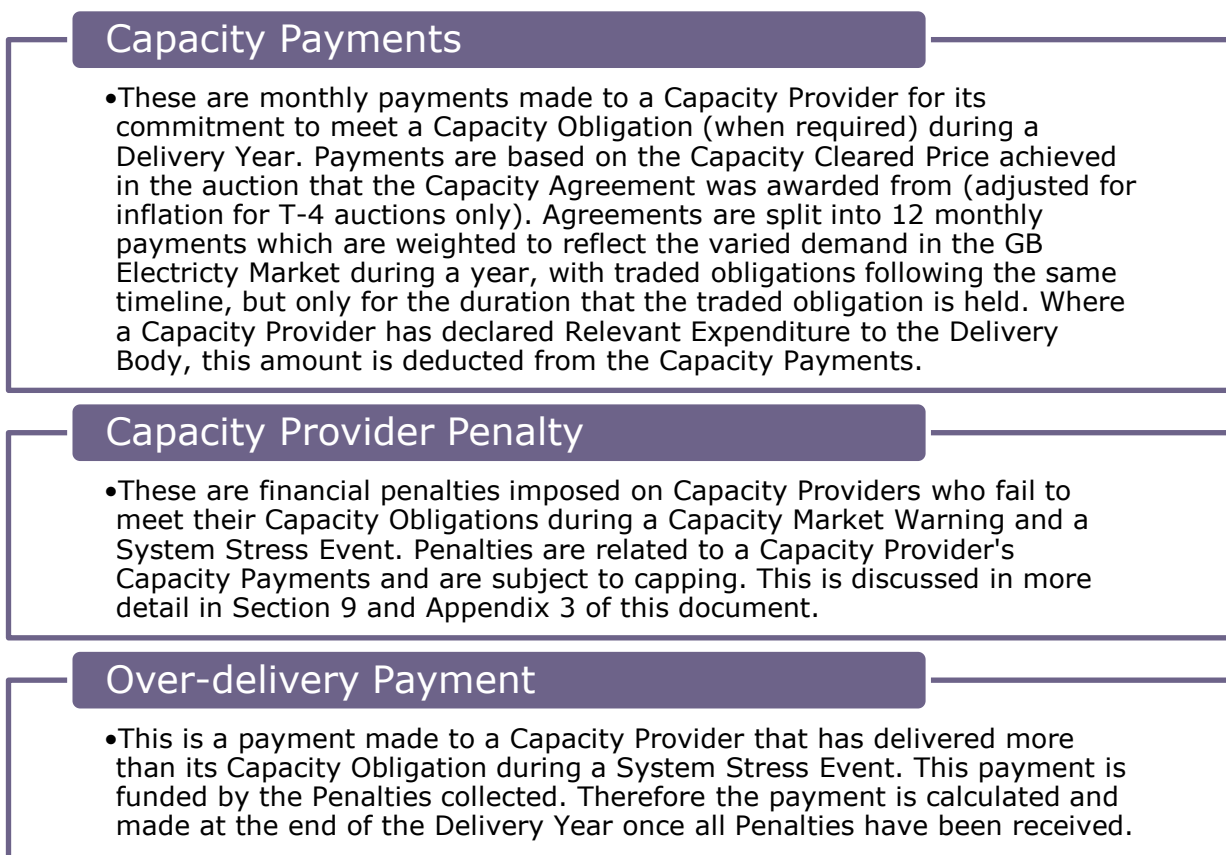 Capacity Payments
•These are monthly payments made to a Capacity Provider for its
commitment to meet a Capacity Obligation (when required) during a
Delivery Year. Payments are based on the Capacity Cleared Price achieved
in the auction that the Capacity Agreement was awarded from (adjusted for
inflation for T-4 auctions only). Agreements are split into 12 monthly
payments which are weighted to reflect the varied demand in the GB
Electricty Market during a year, with traded obligations following the same
timeline, but only for the duration that the traded obligation is held. Where
a Capacity Provider has declared Relevant Expenditure to the Delivery
Body, this amount is deducted from the Capacity Payments.
Capacity Provider Penalty
•These are financial penalties imposed on Capacity Providers who fail to
meet their Capacity Obligations during a Capacity Market Warning and a
System Stress Event. Penalties are related to a Capacity Provider's
Capacity Payments and are subject to capping. This is discussed in more
detail in Section 9 and Appendix 3 of this document.
Over-delivery Payment
•This is a payment made to a Capacity Provider that has delivered more
than its Capacity Obligation during a System Stress Event. This payment is
funded by the Penalties collected. Therefore the payment is calculated and
made at the end of the Delivery Year once all Penalties have been received.